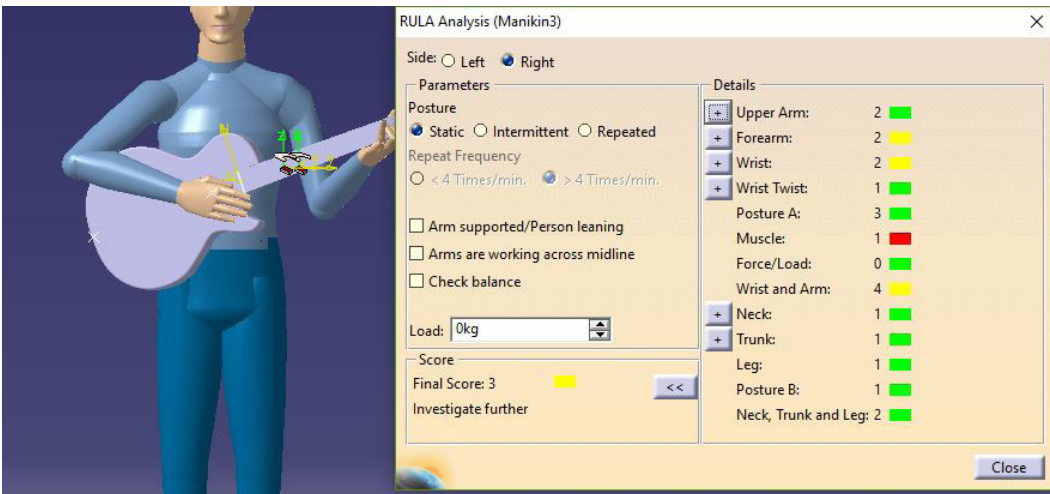 RULA Analysis (Manikin3)
Side: Left Right
Parameters
Posture
Static Intermittent Repeated
Repeat Frequency
< 4 Times/min. > 4 Times/min.
Arm supported/Person leaning
Arms are working across midline
Check balance
Load: 0kg
Score
Final Score: 3
<<
Investigate further
Details
+ Upper Arm: 2
+ Forearm: 2
+ Wrist: 2
+ Wrist Twist: 1
Posture A: 3
Muscle: 1
Force/Load: 0
Wrist and Arm: 4
+ Neck: 1
+ Trunk: 1
Leg: 1
Posture B: 1
Neck, Trunk and Leg: 2
Close